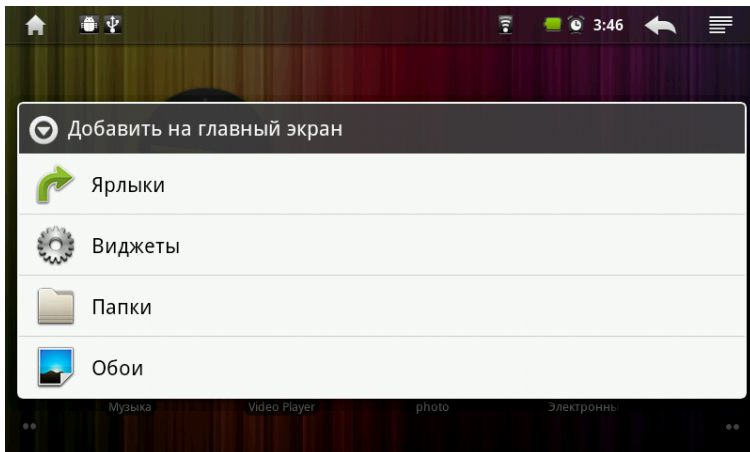 3:46
Добавить на главный экран
Ярлыки
Виджеты
Папки
Обои
Музыка Video Player photo Электронны